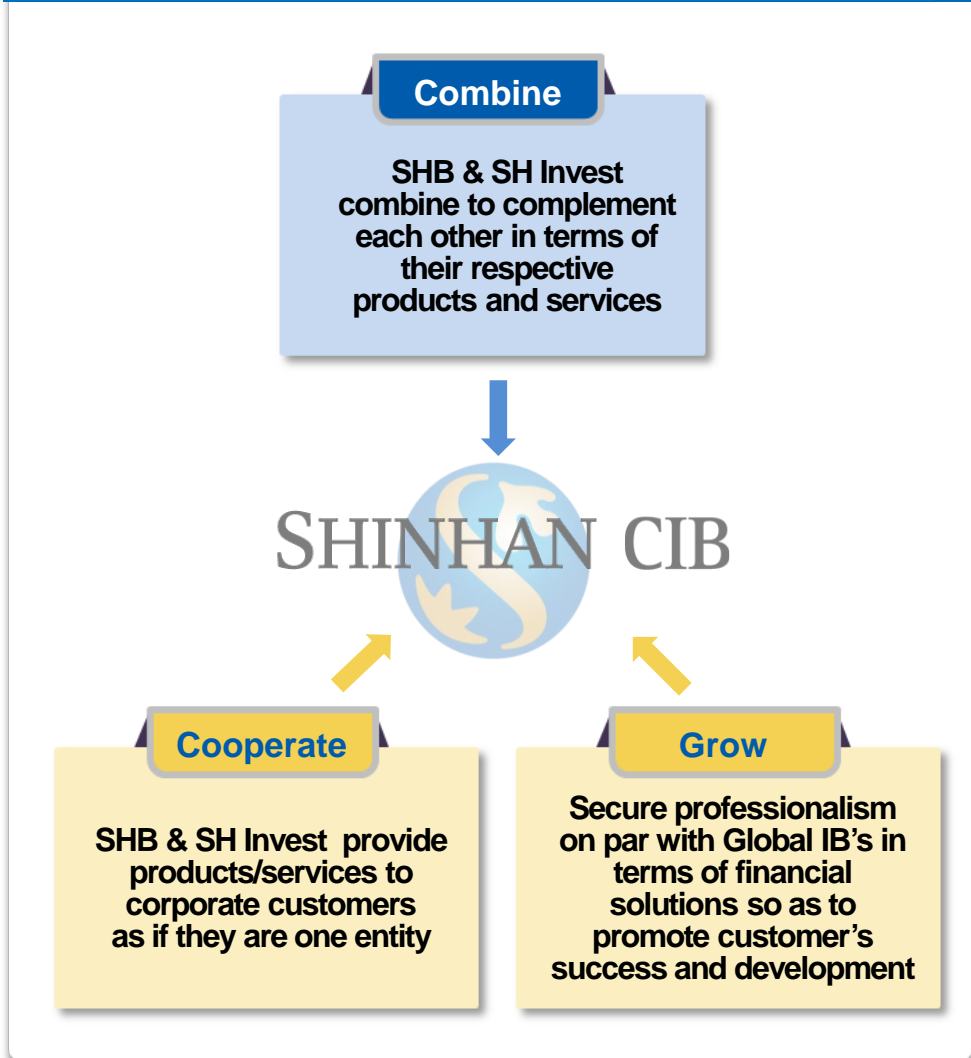 Combine
SHB & SH Invest
combine to complement
each other in terms of
their respective
products and services
SHINHAN CIB
Cooperate
SHB & SH Invest provide
products/services to
corporate customers
as if they are one entity
Grow
Secure professionalism
on par with Global IB’s in
terms of financial
solutions so as to
promote customer’s
success and development